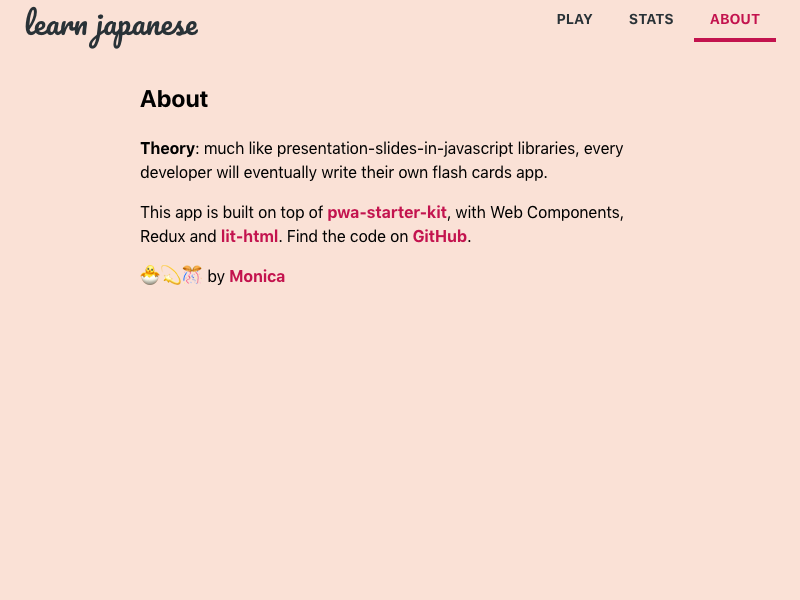 learn japanese
PLAY STATS ABOUT
About
Theory: much like presentation-slides-in-javascript libraries, every
developer will eventually write their own flash cards app.
This app is built on top of pwa-starter-kit, with Web Components,
Redux and lit-html. Find the code on GitHub.
🐣💫🎊 by Monica